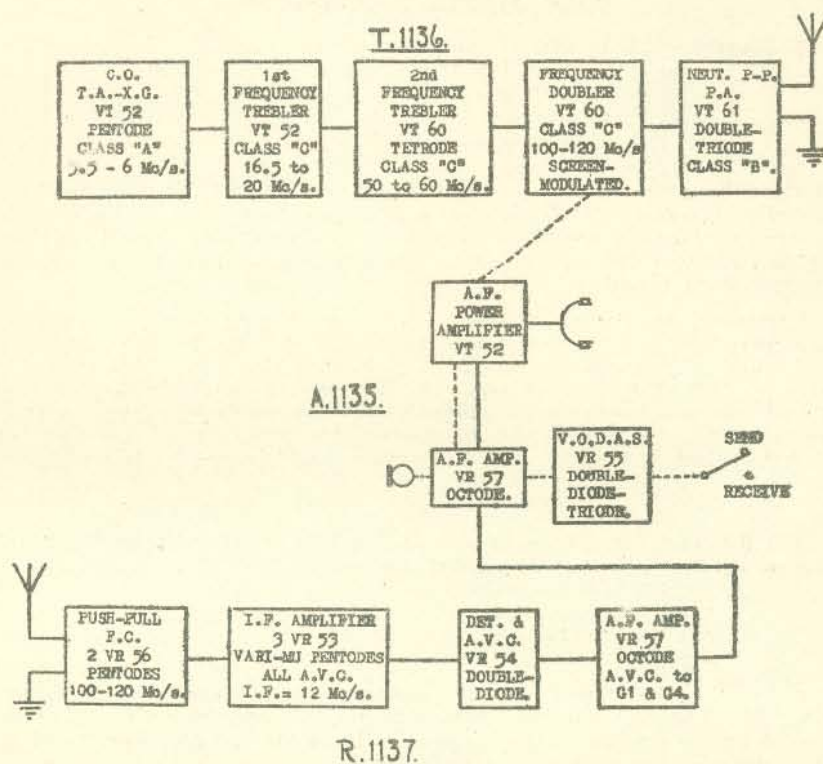 T.1136.
C.O.
T.A.-X.G.
VT 52
PENTODE
CLASS "A"
5.5 - 6 Mc/s.
1st
FREQUENCY
TREBLER
VT 52
CLASS "C"
16.5 to
20 Mc/s.
2nd
FREQUENCY
TREBLER
VT 60
TETRODE
CLASS "C"
50 to 60 Mc/s.
FREQUENCY
DOUBLER
VT 60
CLASS "C"
100-120 Mc/s
SCREEN-
MODULATED.
NEUT. P-P.
P.A.
VT 61
DOUBLE-
TRIODE
CLASS "B".
A.F.
POWER
AMPLIFIER
VT 52
A.1135.
A.F. AMP.
VR 57
OCTODE.
V.O.D.A.S.
VR 55
DOUBLE-
DIODE-
TRIODE.
SEND
RECEIVE
PUSH-PULL
F.C.
2 VR 56
PENTODES
100-120 Mc/s.
I.F. AMPLIFIER
3 VR 53
VARI-MU PENTODES
ALL A.V.C.
I.F.= 12 Mc/s.
DET. &
A.V.C.
VR 54
DOUBLE-
DIODE.
A.F. AMP.
VR 57
OCTODE
A.V.C. to
G1 & G4.
R.1137.